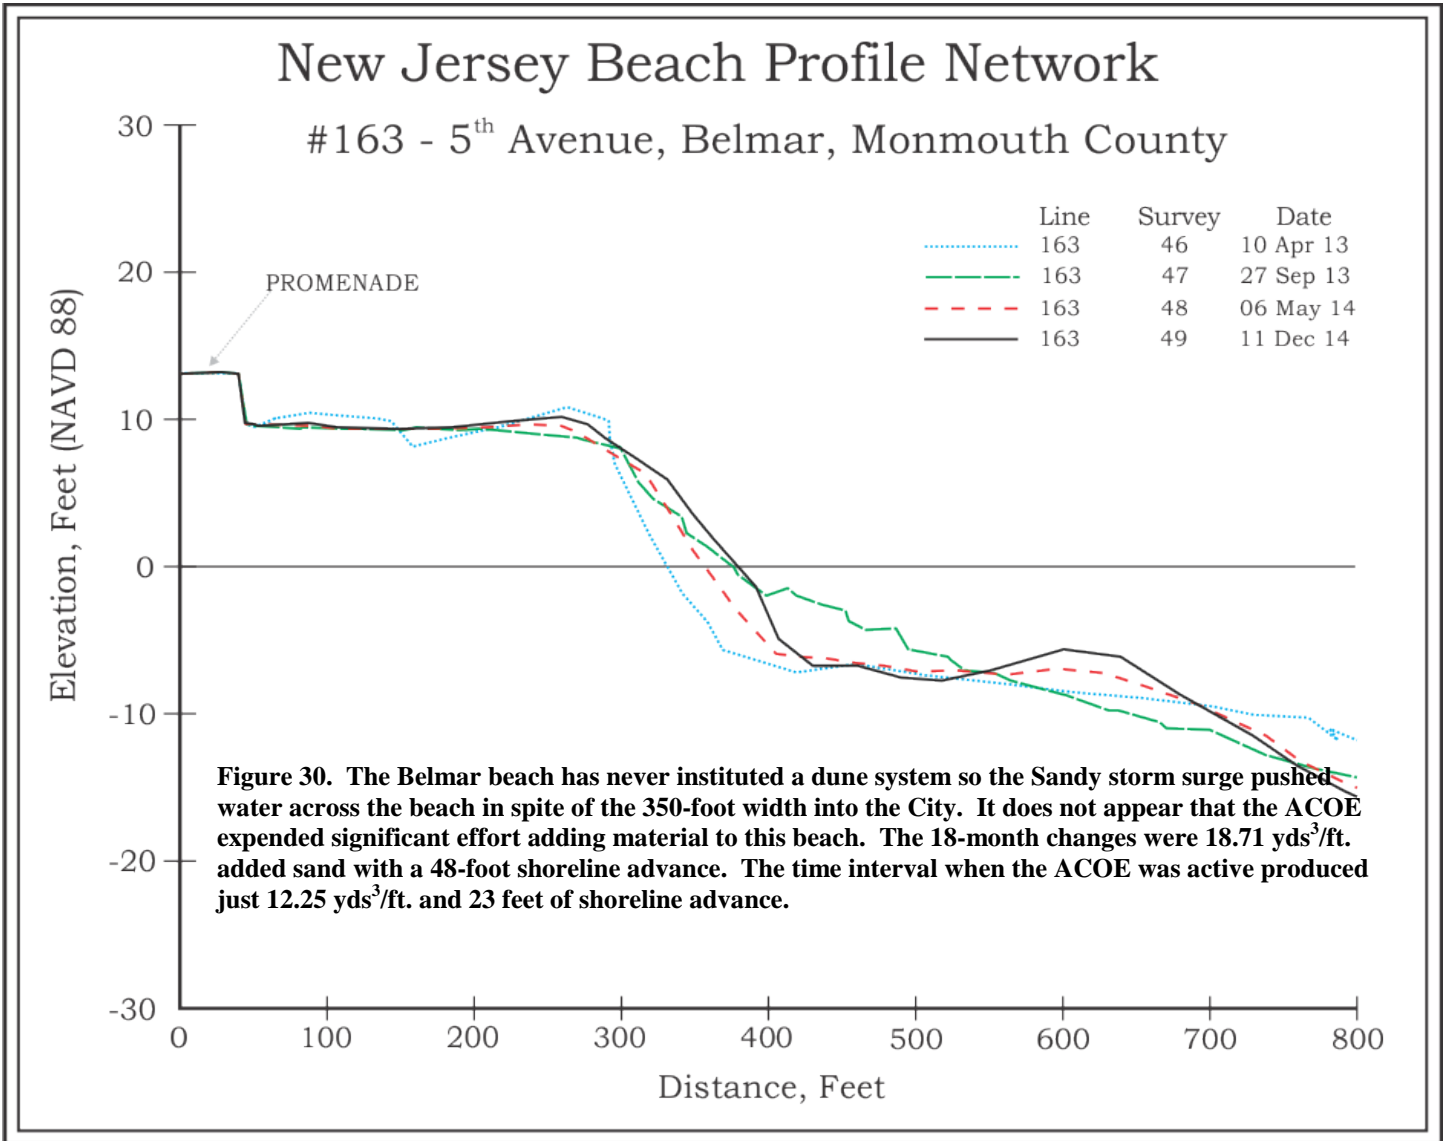 New Jersey Beach Profile Network
#163 - 5th Avenue, Belmar, Monmouth County
Line Survey Date
163 46 10 Apr 13
163 47 27 Sep 13
163 48 06 May 14
163 49 11 Dec 14
PROMENADE
Elevation, Feet (NAVD 88)
30
20
10
0
-10
-20
-30
Figure 30. The Belmar beach has never instituted a dune system so the Sandy storm surge pushed
water across the beach in spite of the 350-foot width into the City. It does not appear that the ACOE
expended significant effort adding material to this beach. The 18-month changes were 18.71 yds³/ft.
added sand with a 48-foot shoreline advance. The time interval when the ACOE was active produced
just 12.25 yds³/ft. and 23 feet of shoreline advance.
0 100 200 300 400 500 600 700 800
Distance, Feet